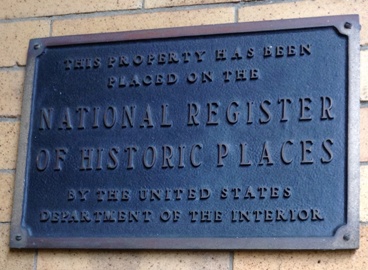 THIS PROPERTY HAS BEEN
PLACED ON THE
NATIONAL REGISTER
OF HISTORIC PLACES
BY THE UNITED STATES
DEPARTMENT OF THE INTERIOR